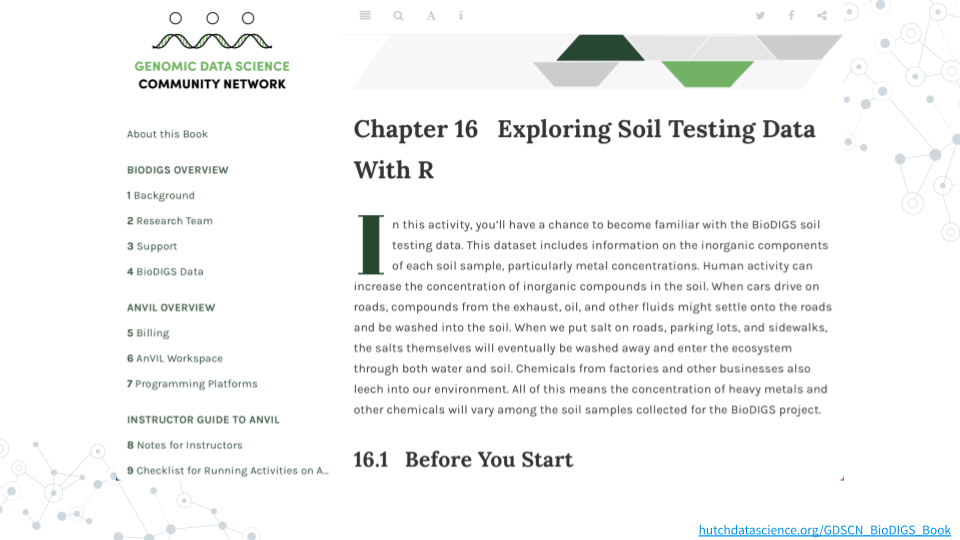 GENOMIC DATA SCIENCE
COMMUNITY NETWORK
About this Book
BIODIGS OVERVIEW
1 Background
2 Research Team
3 Support
4 BioDIGS Data
ANVIL OVERVIEW
5 Billing
6 AnVIL Workspace
7 Programming Platforms
INSTRUCTOR GUIDE TO ANVIL
8 Notes for Instructors
9 Checklist for Running Activities on A...
A
i
Chapter 16 Exploring Soil Testing Data
With R
In this activity, you'll have a chance to become familiar with the BioDIGS soil
testing data. This dataset includes information on the inorganic components
of each soil sample, particularly metal concentrations. Human activity can
increase the concentration of inorganic compounds in the soil. When cars drive on
roads, compounds from the exhaust, oil, and other fluids might settle onto the roads
and be washed into the soil. When we put salt on roads, parking lots, and sidewalks,
the salts themselves will eventually be washed away and enter the ecosystem
through both water and soil. Chemicals from factories and other businesses also
leech into our environment. All of this means the concentration of heavy metals and
other chemicals will vary among the soil samples collected for the BioDIGS project.
16.1 Before You Start
hutchdatascience.org/GDSCN_BioDIGS_Book